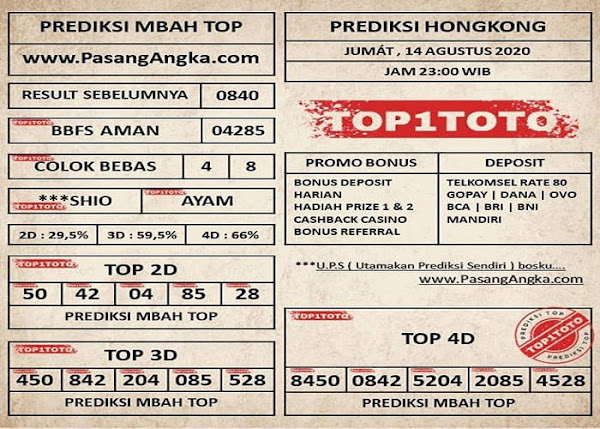 PREDIKSI MBAH TOP
www.PasangAngka.com
RESULT SEBELUMNYA 0840
TOP1TOTO
BBFS AMAN 04285
TOP1TOTO
COLOK BEBAS 4 8
TOP1TOTO
***SHIO AYAM
TOP1TOTO TOP1TOTO
2D : 29,5% 3D : 59,5% 4D : 66%
TOP1TOTO
TOP 2D
50 42 04 85 28
PREDIKSI MBAH TOP
TOP1TOTO
TOP 3D
450 842 204 085 528
PREDIKSI MBAH TOP
PREDIKSI HONGKONG
JUMÁT , 14 AGUSTUS 2020
JAM 23:00 WIB
TOP1TOTO
PROMO BONUS DEPOSIT
BONUS DEPOSIT
HARIAN
HADIAH PRIZE 1 & 2
CASHBACK CASINO
BONUS REFERRAL
TELKOMSEL RATE 80
GOPAY | DANA | OVO
BCA | BRI | BNI
MANDIRI
***U.P.S ( Utamakan Prediksi Sendiri ) bosku....
www.PasangAngka.com
TOP1TOTO
TOP 4D
PREDIKSI TOP
TOP1TOTO
PREDIKSI TOP
8450 0842 5204 2085 4528
PREDIKSI MBAH TOP